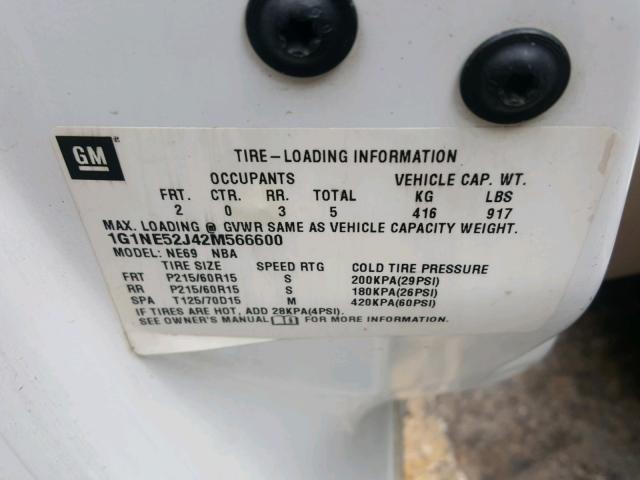 GM
TIRE-LOADING INFORMATION
OCCUPANTS VEHICLE CAP. WT.
FRT. CTR. RR. TOTAL KG LBS
2 0 3 5 416 917
MAX. LOADING @ GVWR SAME AS VEHICLE CAPACITY WEIGHT.
1G1NE52J42M566600
MODEL: NE69 NBA
TIRE SIZE SPEED RTG COLD TIRE PRESSURE
FRT P215/60R15 S 200KPA(29PSI)
RR P215/60R15 S 180KPA(26PSI)
SPA T125/70D15 M 420KPA(60PSI)
IF TIRES ARE HOT, ADD 28KPA(4PSI).
SEE OWNER'S MANUAL FOR MORE INFORMATION.